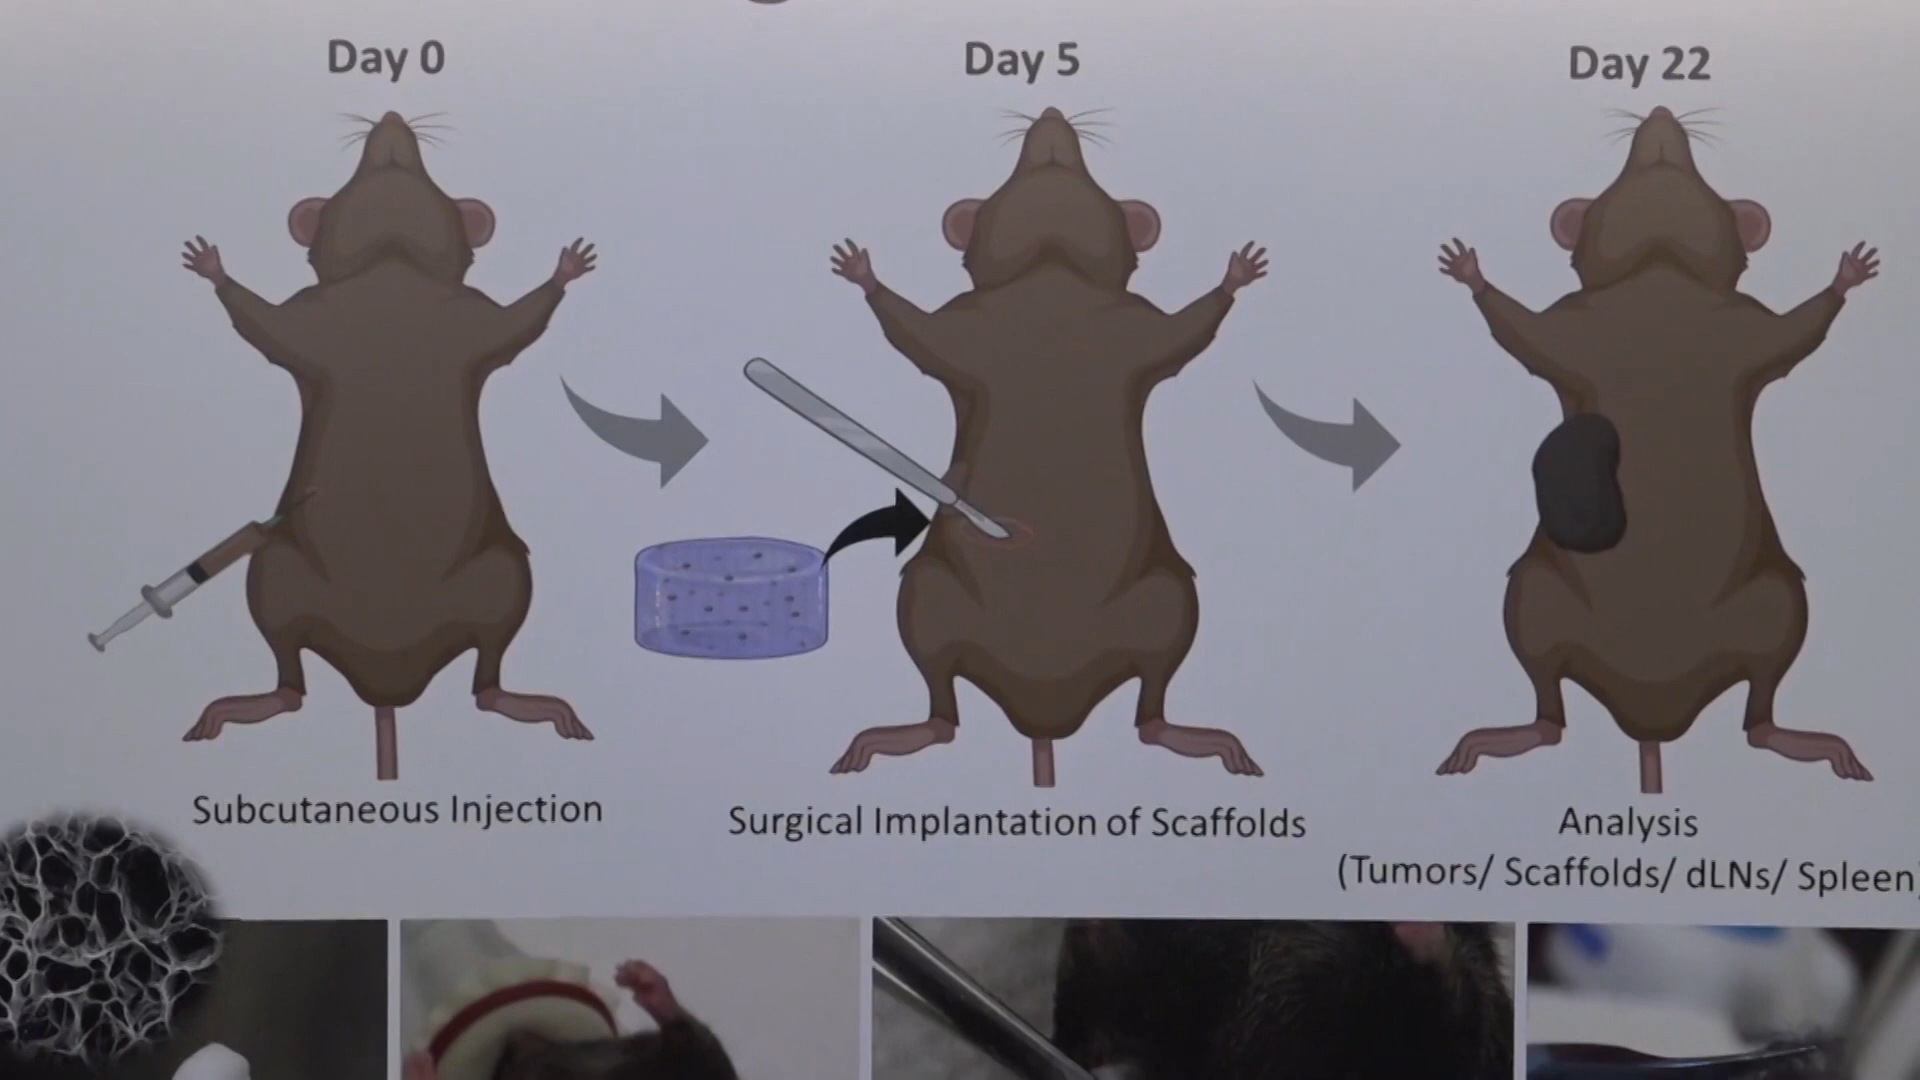 Day 0
Day 5
Day 22
Subcutaneous Injection
Surgical Implantation of Scaffolds
Analysis
(Tumors/ Scaffolds/ dLNs/ Spleen)